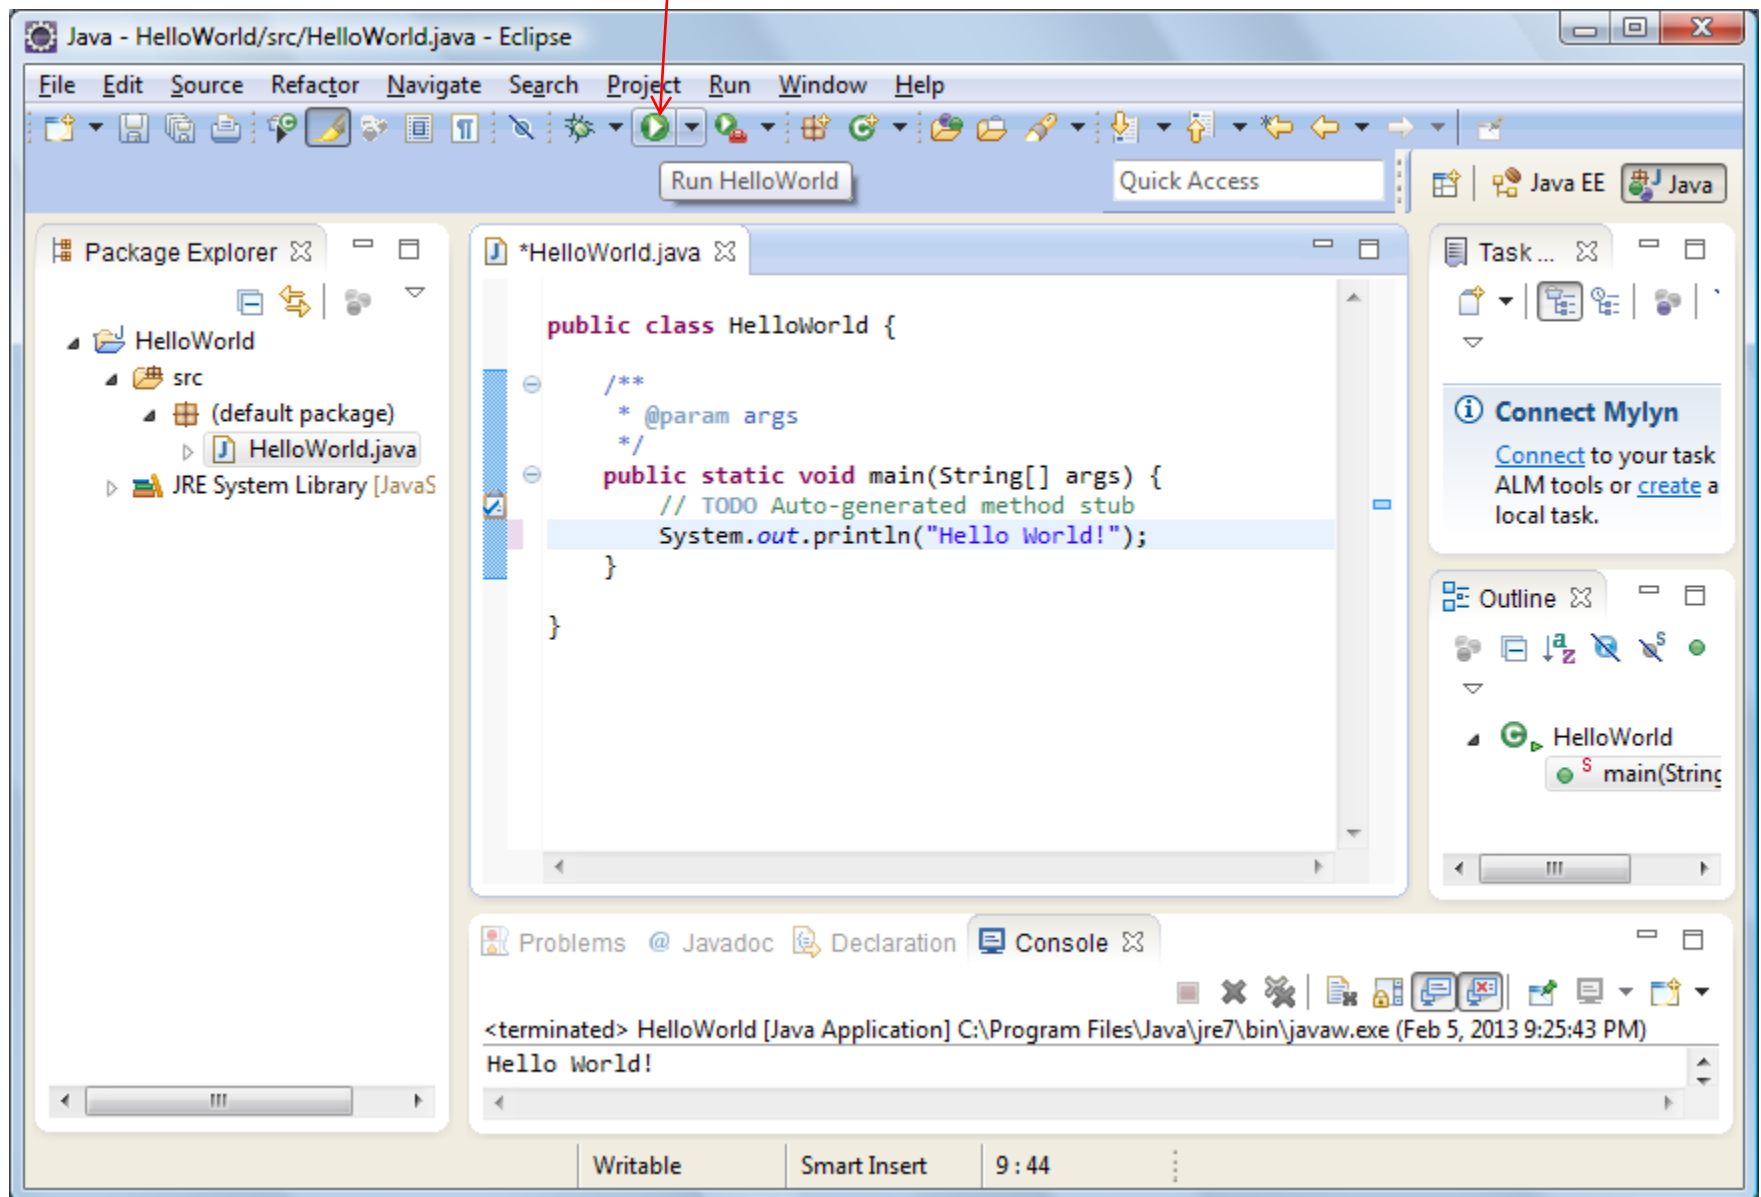 Java - HelloWorld/src/HelloWorld.java - Eclipse
File Edit Source Refactor Navigate Search Project Run Window Help
Run HelloWorld
Quick Access
Java EE
Java
Package Explorer
HelloWorld
src
(default package)
HelloWorld.java
JRE System Library [JavaS
*HelloWorld.java
public class HelloWorld {
/**
* @param args
*/
public static void main(String[] args) {
// TODO Auto-generated method stub
System.out.println("Hello World!");
}
}
Task ...
Connect Mylyn
Connect to your task
ALM tools or create a
local task.
Outline
HelloWorld
main(String
Problems @ Javadoc Declaration Console
<terminated> HelloWorld [Java Application] C:\Program Files\Java\jre7\bin\javaw.exe (Feb 5, 2013 9:25:43 PM)
Hello World!
Writable Smart Insert 9 : 44